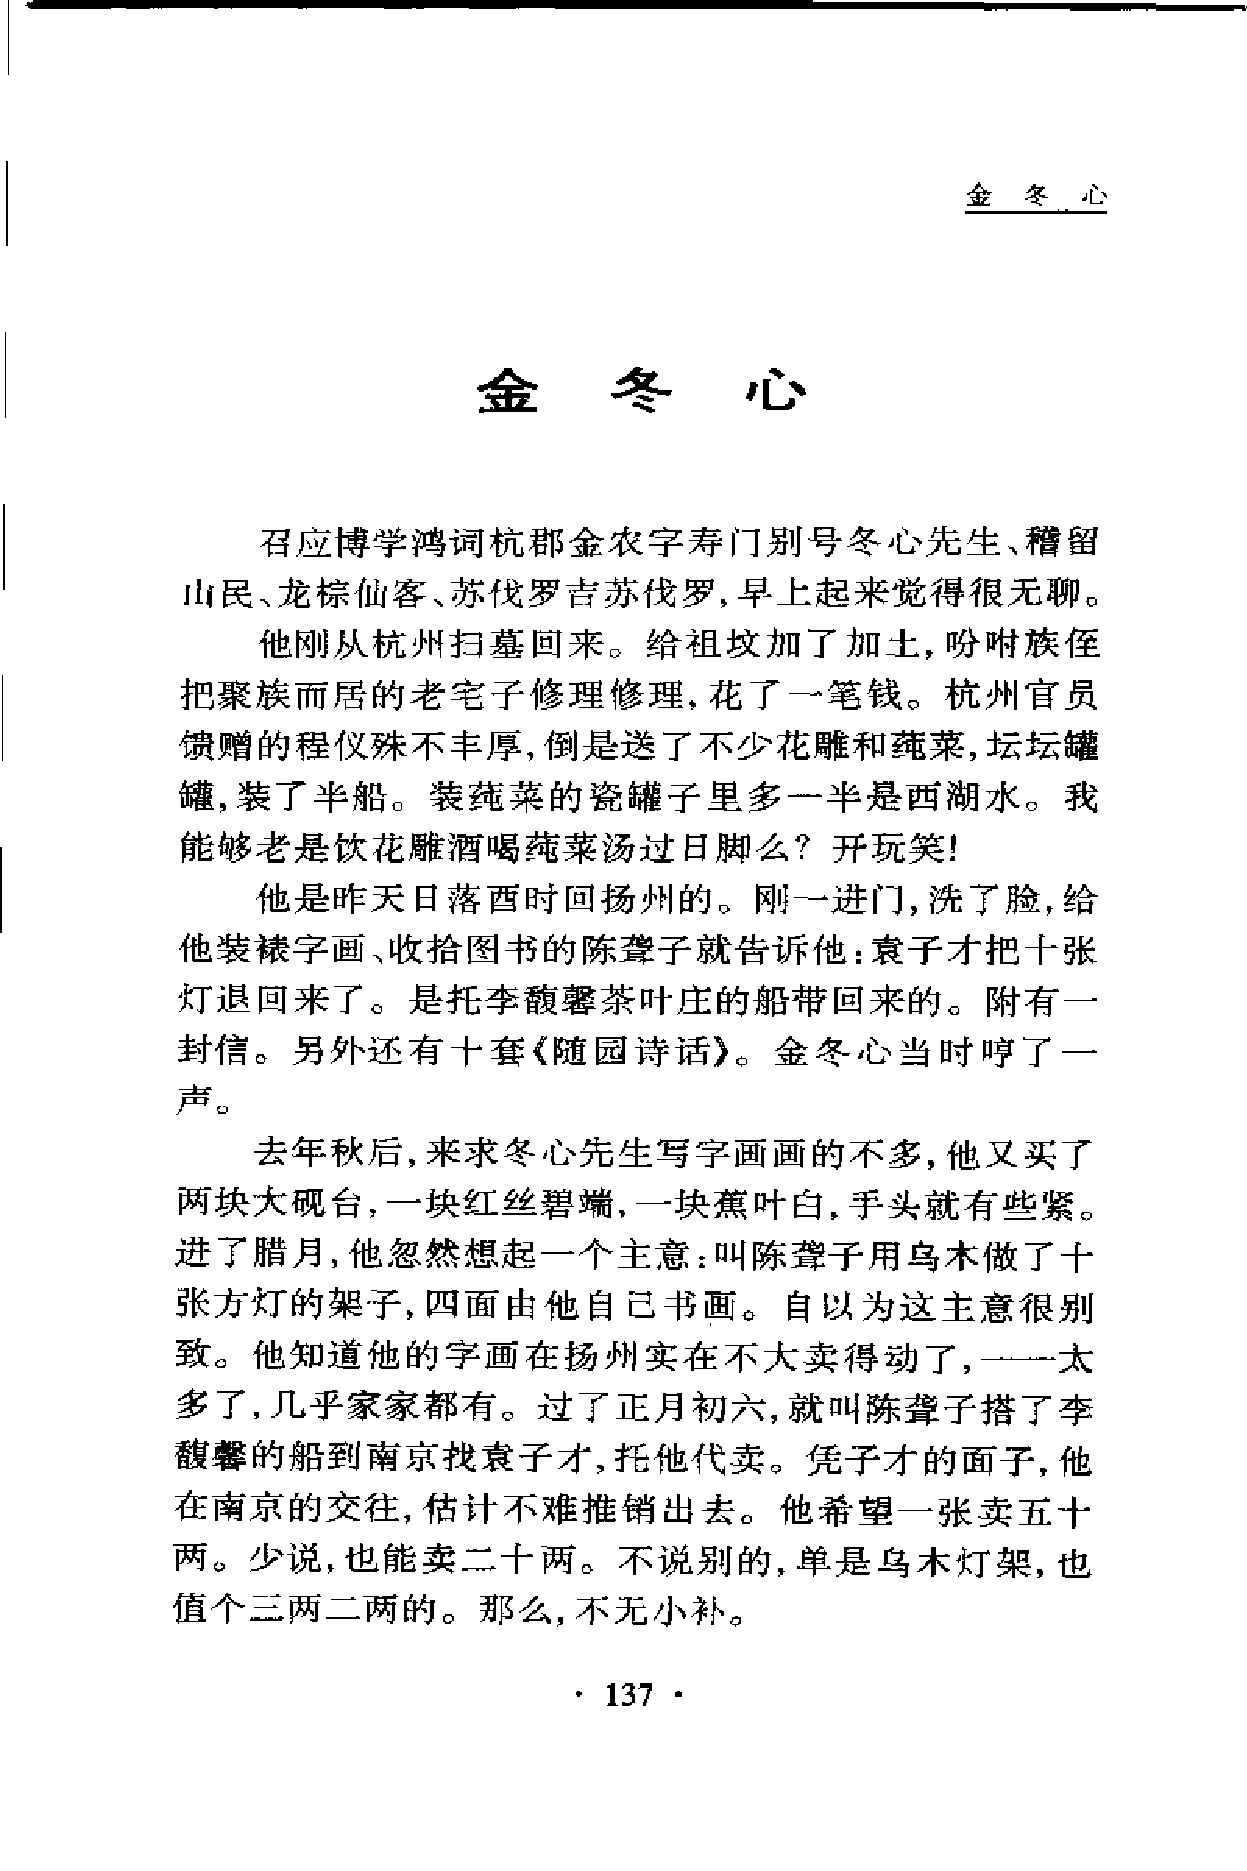 金 冬 心
金 冬 心
召应博学鸿词杭郡金农字寿门别号冬心先生、稽留
山民、龙棕仙客、苏伐罗吉苏伐罗,早上起来觉得很无聊。
他刚从杭州扫墓回来。给祖坟加了加土,吩咐族侄
把聚族而居的老宅子修理修理,花了一笔钱。杭州官员
馈赠的程仪殊不丰厚,倒是送了不少花雕和莼菜,坛坛罐
罐,装了半船。装莼菜的瓷罐子里多一半是西湖水。我
能够老是饮花雕酒喝莼菜汤过日脚么?开玩笑!
他是昨天日落酉时回扬州的。刚一进门,洗了脸,给
他装裱字画、收拾图书的陈聋子就告诉他:袁子才把十张
灯退回来了。是托李馥馨茶叶庄的船带回来的。附有一
封信。另外还有十套《随园诗话》。金冬心当时哼了一
声。
去年秋后,来求冬心先生写字画画的不多,他又买了
两块大砚台,一块红丝碧端,一块蕉叶白,手头就有些紧。
进了腊月,他忽然想起一个主意:叫陈聋子用乌木做了十
张方灯的架子,四面由他自己书画。自以为这主意很别
致。他知道他的字画在扬州实在不大卖得动了,——太
多了,几乎家家都有。过了正月初六,就叫陈聋子搭了李
馥馨的船到南京找袁子才,托他代卖。凭子才的面子,他
在南京的交往,估计不难推销出去。他希望一张卖五十
两。少说,也能卖二十两。不说别的,单是乌木灯架,也
值个三两二两的。那么,不无小补。
· 137 ·